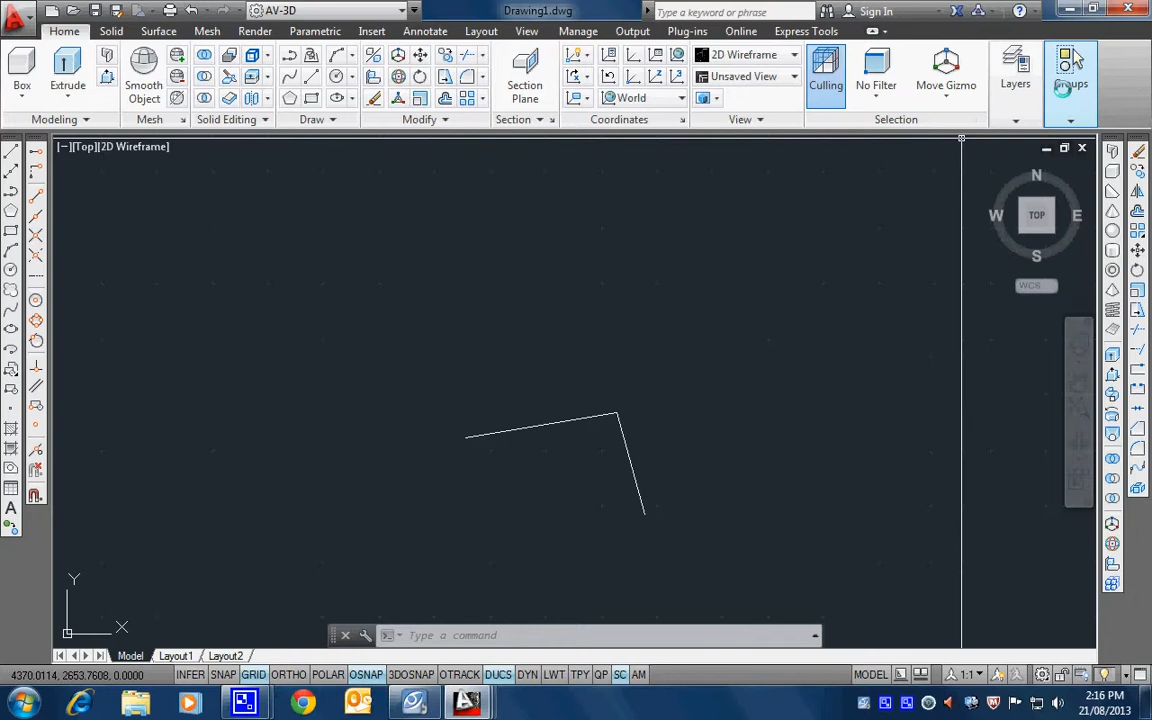 AV-3D
Drawing1.dwg
Type a keyword or phrase
Sign In
Home
Solid
Surface
Mesh
Render
Parametric
Insert
Annotate
Layout
View
Manage
Output
Plug-ins
Online
Express Tools
Box
Extrude
Smooth Object
Section Plane
World
2D Wireframe
Unsaved View
Culling
No Filter
Move Gizmo
Layers
Groups
Modeling
Mesh
Solid Editing
Draw
Modify
Section
Coordinates
View
Selection
[−][Top][2D Wireframe]
N
W
TOP
E
S
WCS
Y
X
A
Type a command
Model
Layout1
Layout2
4370.0114, 2653.7608, 0.0000
INFER
SNAP
GRID
ORTHO
POLAR
OSNAP
3DOSNAP
OTRACK
DUCS
DYN
LWT
TPY
QP
SC
AM
MODEL
1:1
2:16 PM
21/08/2013